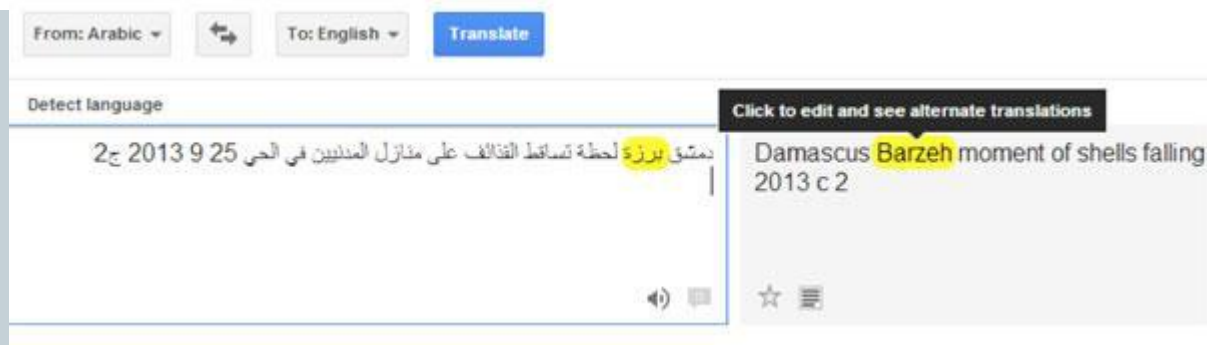 From: Arabic To: English Translate
Detect language
Click to edit and see alternate translations
دمشق برزة لحظة تساقط القذائف على منازل المدنيين في الحي 25 9 2013 ج2
Damascus Barzeh moment of shells falling
2013 c 2